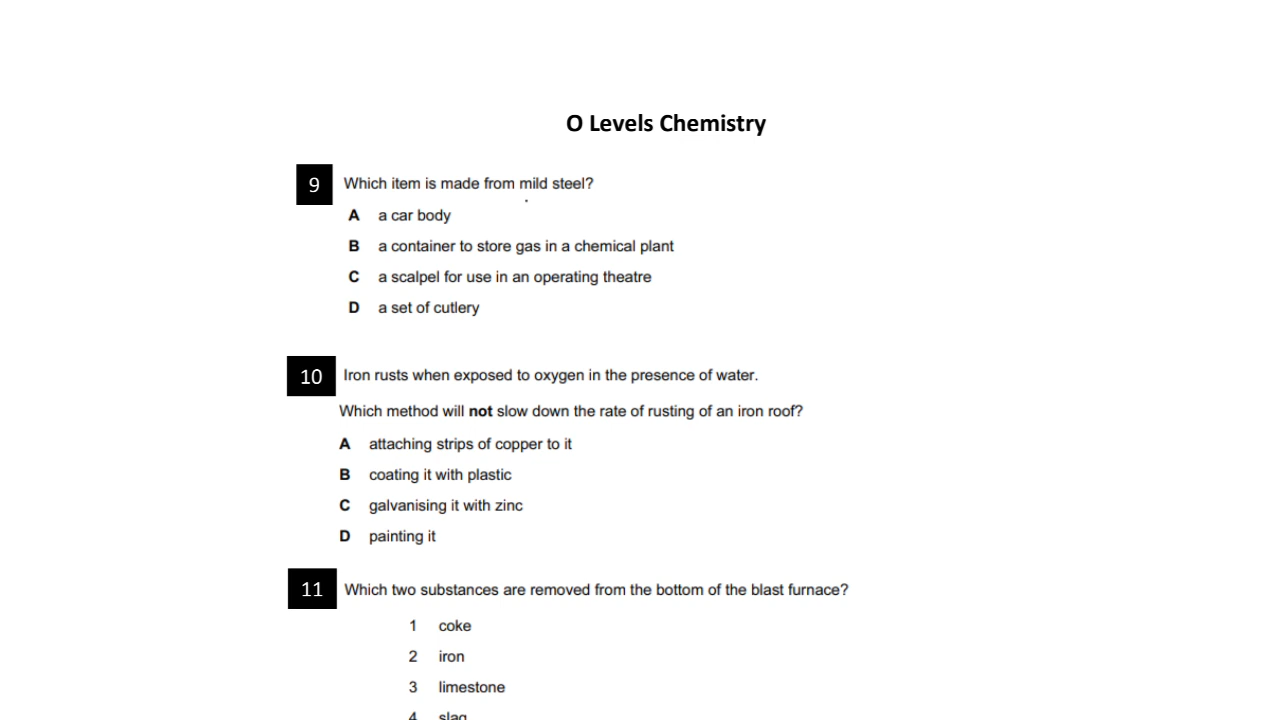 O Levels Chemistry
9 Which item is made from mild steel?
A a car body
B a container to store gas in a chemical plant
C a scalpel for use in an operating theatre
D a set of cutlery
10 Iron rusts when exposed to oxygen in the presence of water.
Which method will not slow down the rate of rusting of an iron roof?
A attaching strips of copper to it
B coating it with plastic
C galvanising it with zinc
D painting it
11 Which two substances are removed from the bottom of the blast furnace?
1 coke
2 iron
3 limestone
4 slag